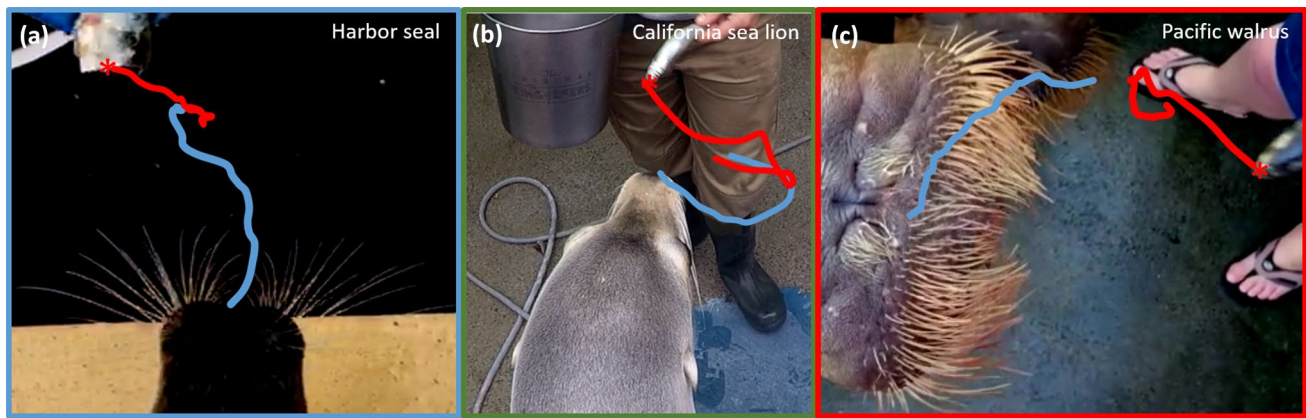 (a)
Harbor seal
(b)
California sea lion
(c)
Pacific walrus